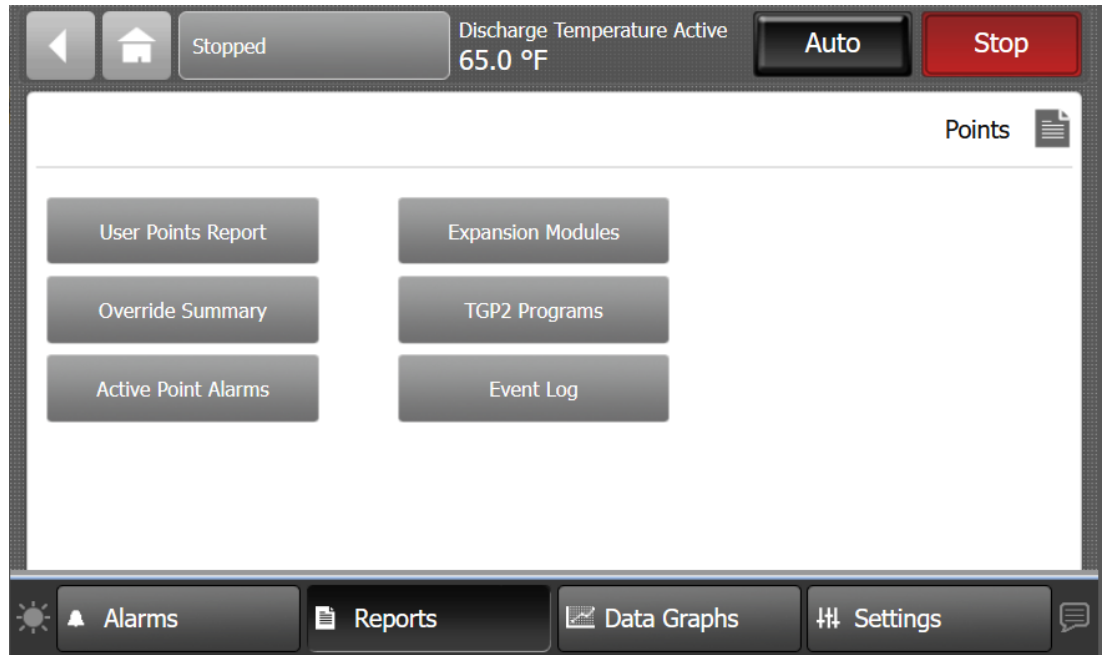 Stopped
Discharge Temperature Active
65.0 °F
Auto
Stop
Points
User Points Report
Expansion Modules
Override Summary
TGP2 Programs
Active Point Alarms
Event Log
Alarms
Reports
Data Graphs
Settings